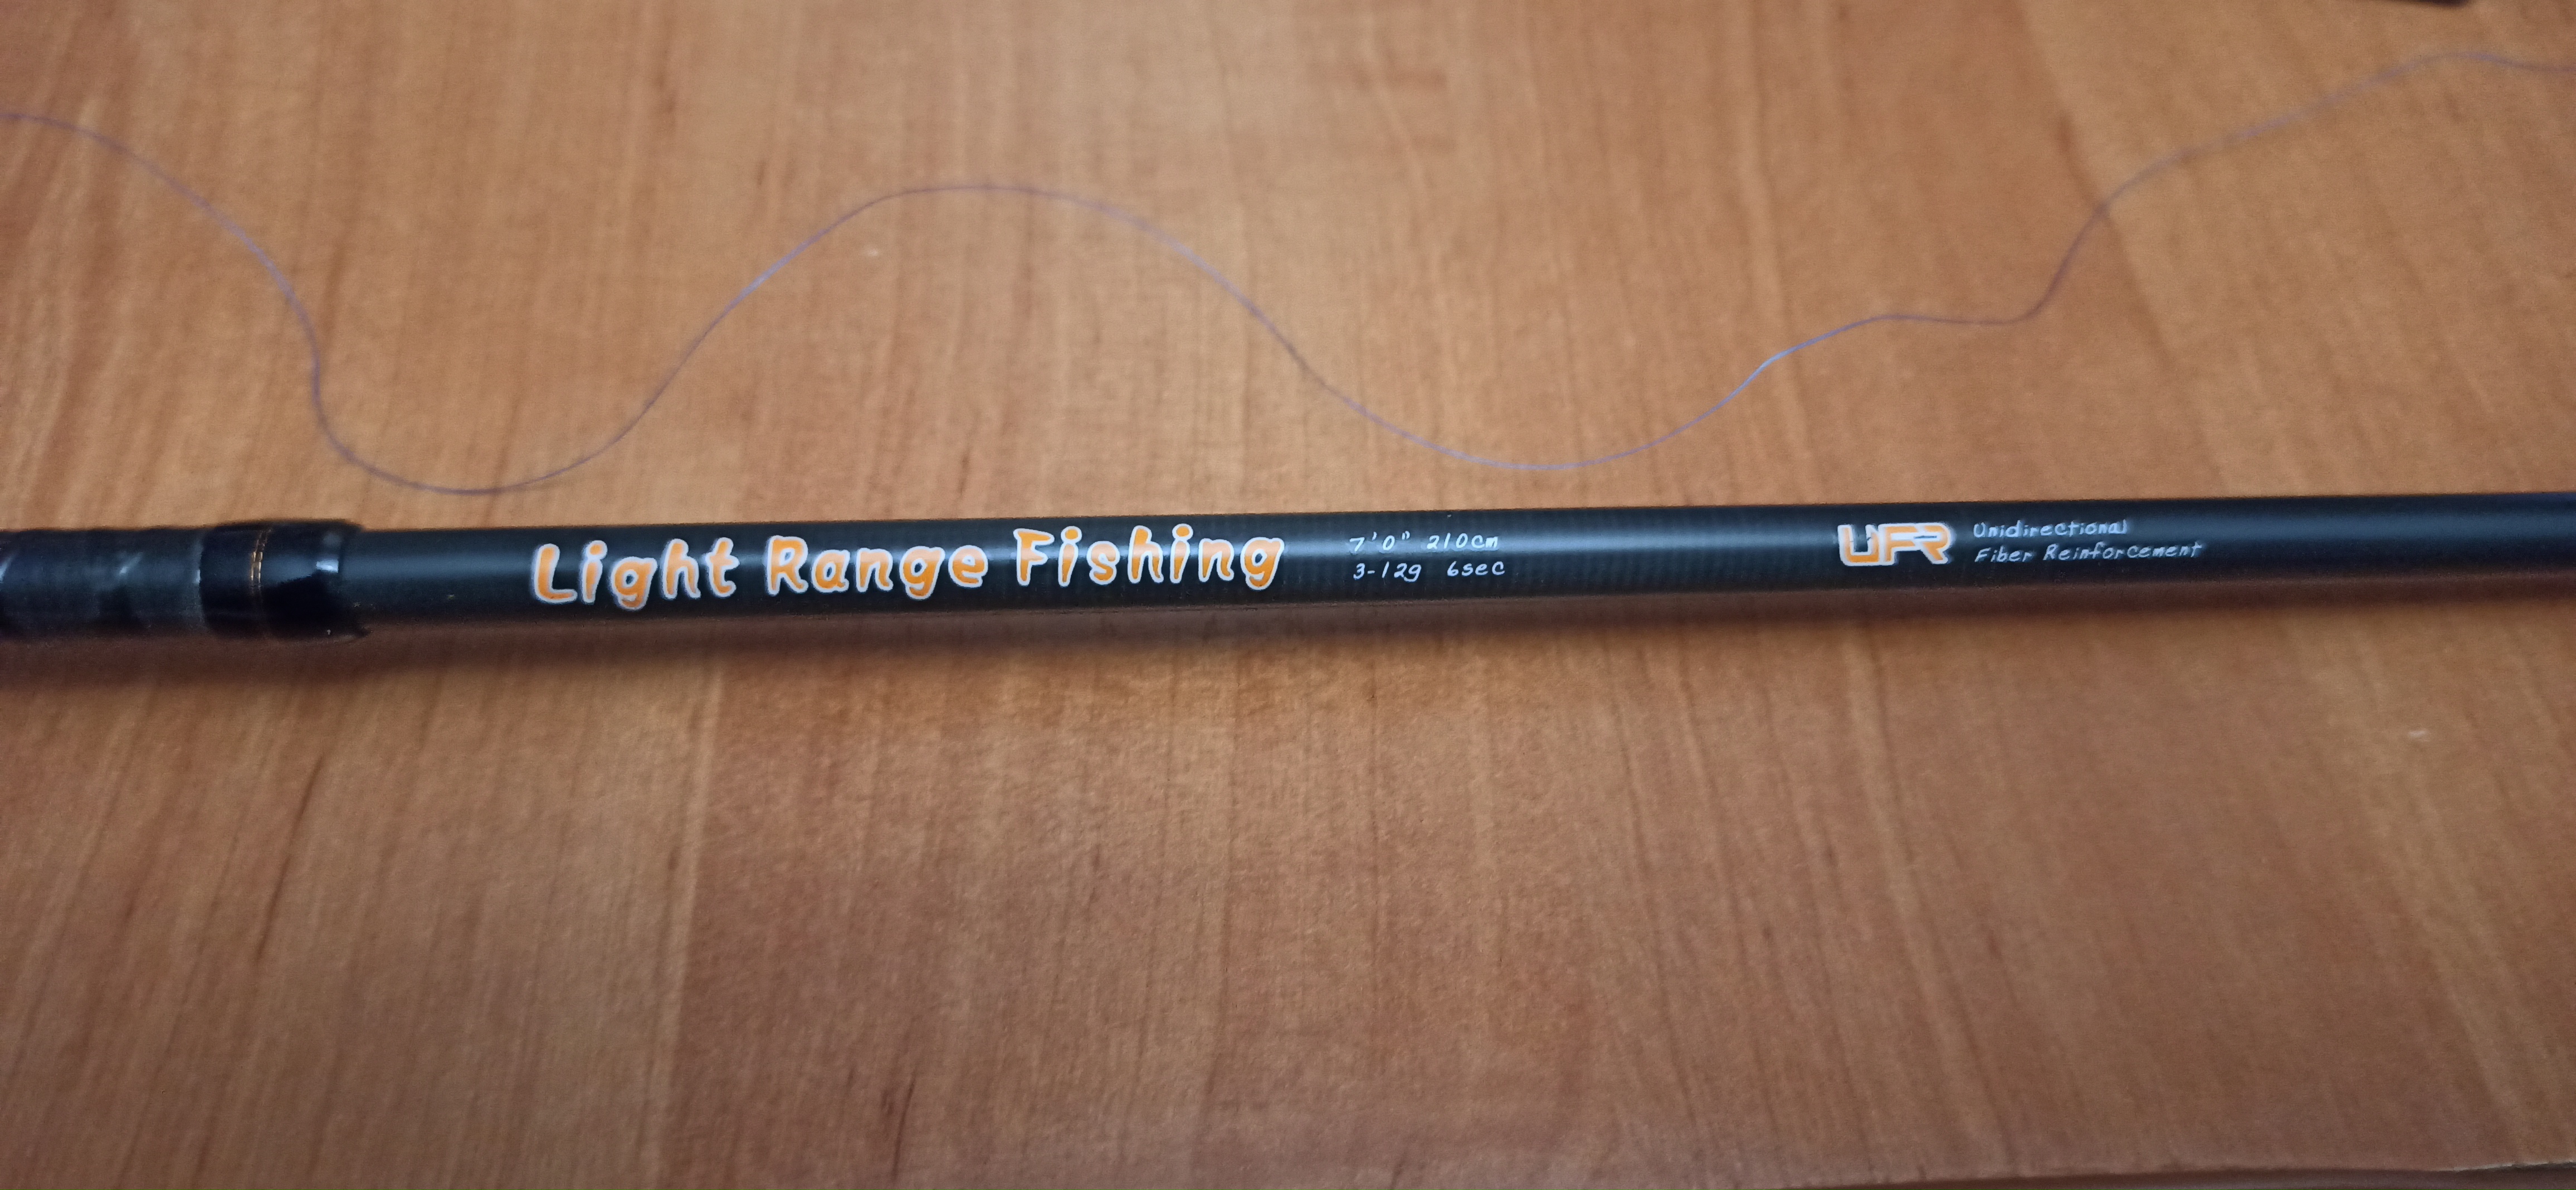 Light Range Fishing
7'0" 210cm
3-12g 6sec
UFR
Unidirectional
Fiber Reinforcement